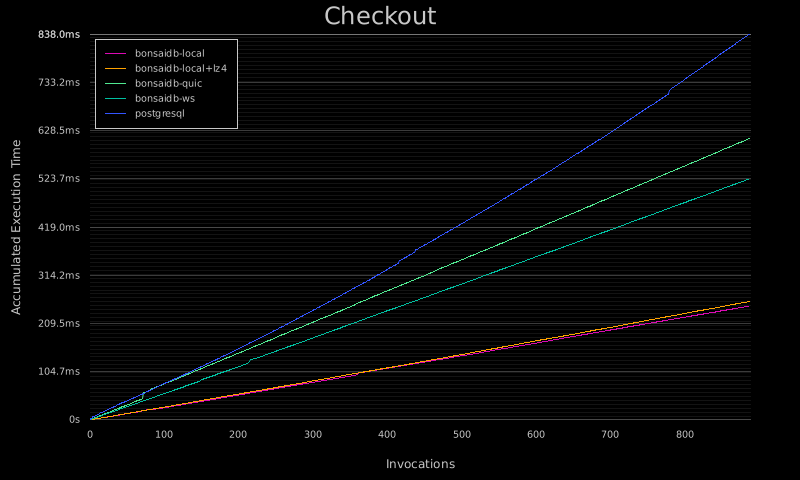 Checkout
838.0ms
733.2ms
628.5ms
523.7ms
419.0ms
314.2ms
209.5ms
104.7ms
0s
Accumulated Execution Time
bonsaidb-local
bonsaidb-local+lz4
bonsaidb-quic
bonsaidb-ws
postgresql
0 100 200 300 400 500 600 700 800
Invocations